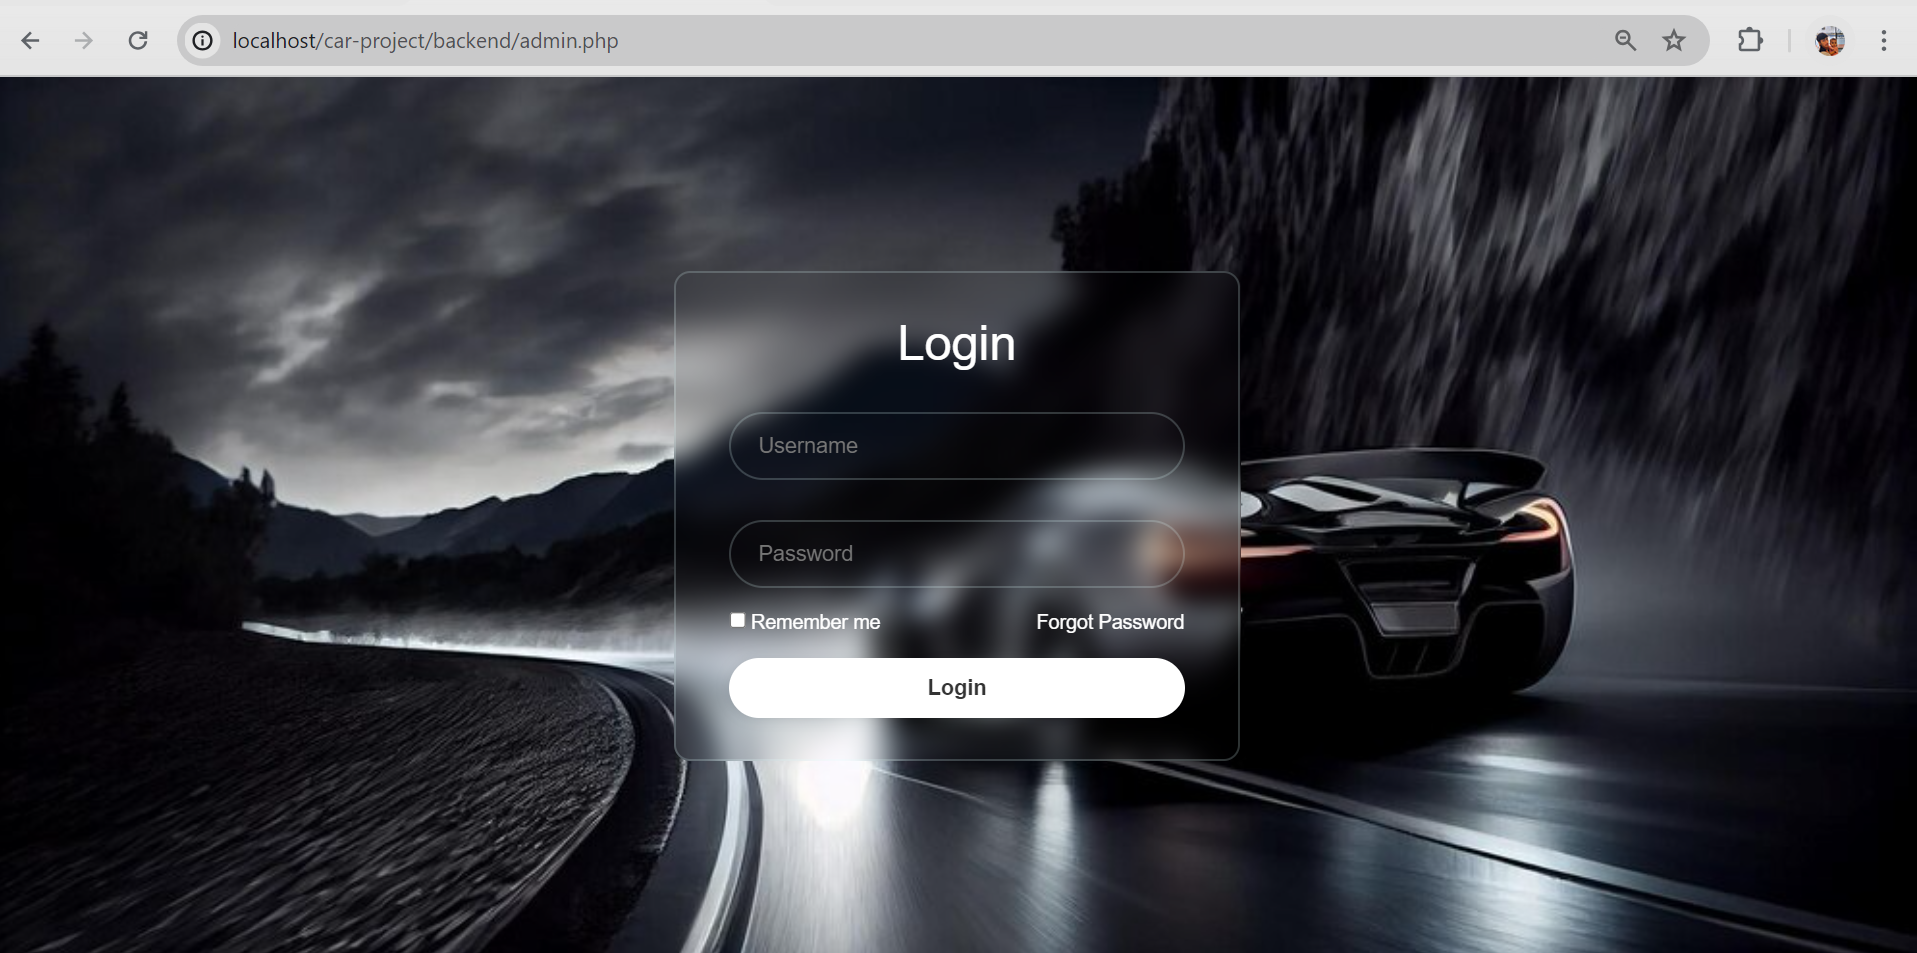 localhost/car-project/backend/admin.php
Login
Username
Password
Remember me Forgot Password
Login